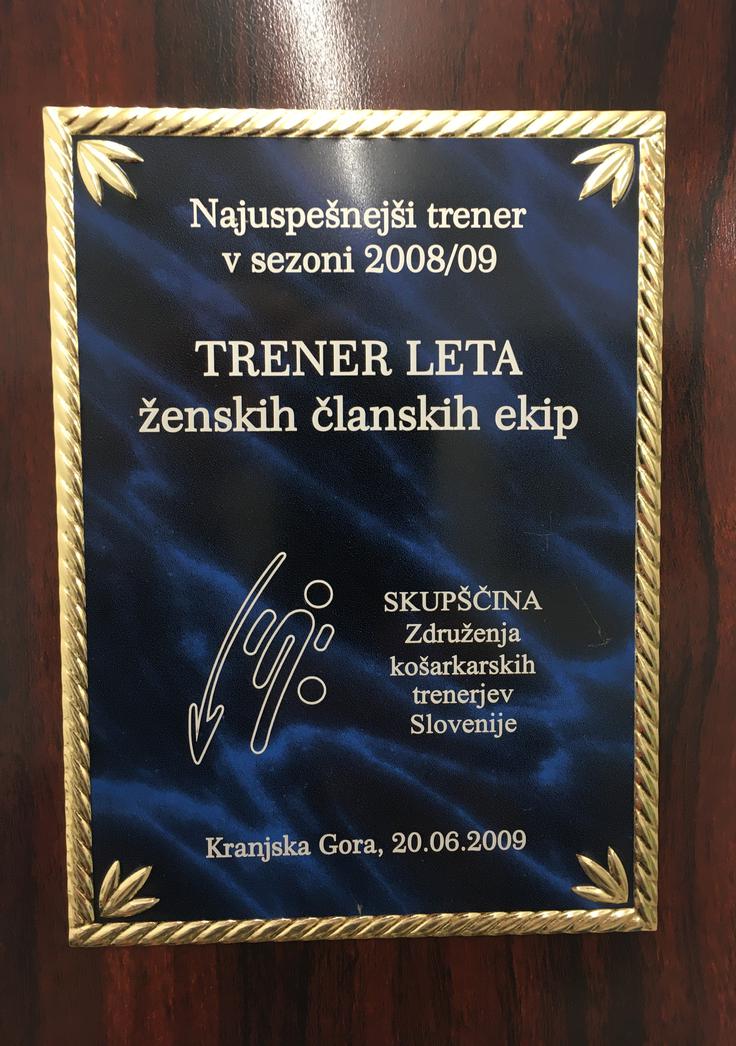 Najuspešnejši trener
v sezoni 2008/09
TRENER LETA
ženskih članskih ekip
SKUPŠČINA
Združenja
košarkarskih
trenerjev
Slovenije
Kranjska Gora, 20.06.2009